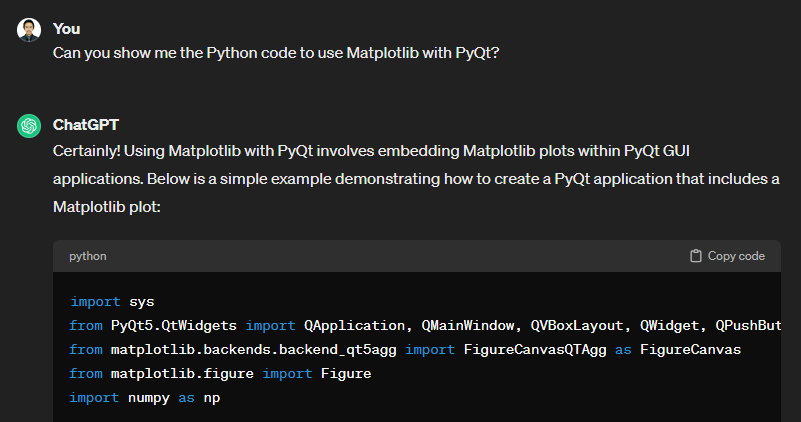 You
Can you show me the Python code to use Matplotlib with PyQt?
ChatGPT
Certainly! Using Matplotlib with PyQt involves embedding Matplotlib plots within PyQt GUI
applications. Below is a simple example demonstrating how to create a PyQt application that includes a
Matplotlib plot:
python Copy code
import sys
from PyQt5.QtWidgets import QApplication, QMainWindow, QVBoxLayout, QWidget, QPushBut
from matplotlib.backends.backend_qt5agg import FigureCanvasQTAgg as FigureCanvas
from matplotlib.figure import Figure
import numpy as np